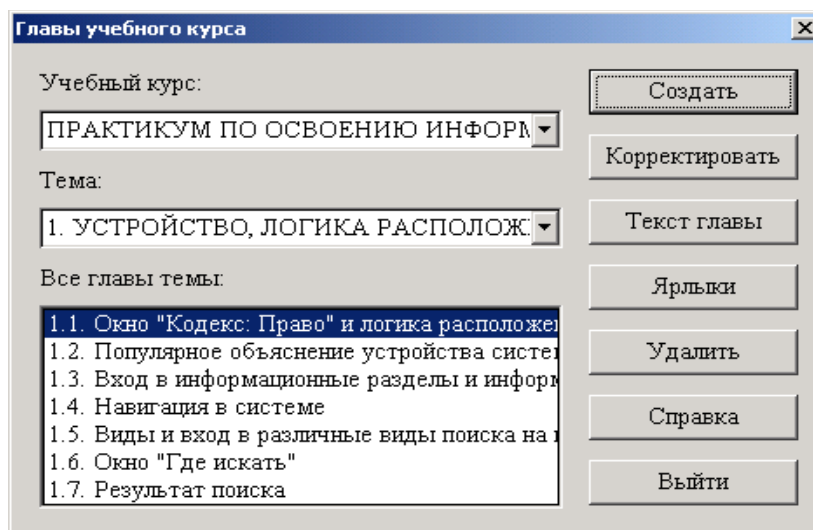 Главы учебного курса
Учебный курс:
ПРАКТИКУМ ПО ОСВОЕНИЮ ИНФОРМ
Тема:
1. УСТРОЙСТВО, ЛОГИКА РАСПОЛОЖ
Все главы темы:
1.1. Окно "Кодекс: Право" и логика расположе
1.2. Популярное объяснение устройства систе
1.3. Вход в информационные разделы и инфор
1.4. Навигация в системе
1.5. Виды и вход в различные виды поиска на
1.6. Окно "Где искать"
1.7. Результат поиска
Создать
Корректировать
Текст главы
Ярлыки
Удалить
Справка
Выйти